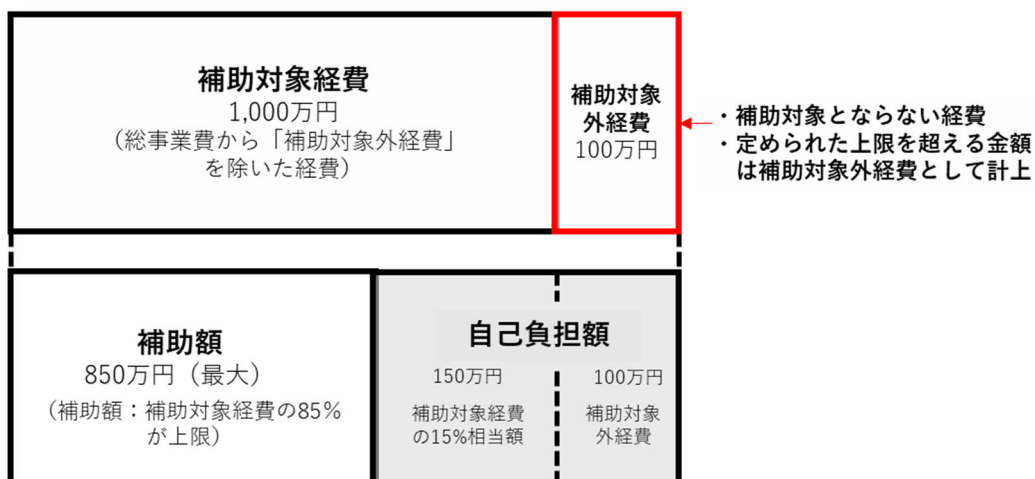 補助対象経費
1,000万円
（総事業費から「補助対象外経費」
を除いた経費）
補助対象
外経費
100万円
・補助対象とならない経費
・定められた上限を超える金額
は補助対象外経費として計上
補助額
850万円（最大）
（補助額：補助対象経費の85%
が上限）
自己負担額
150万円
補助対象経費
の15%相当額
100万円
補助対象
外経費